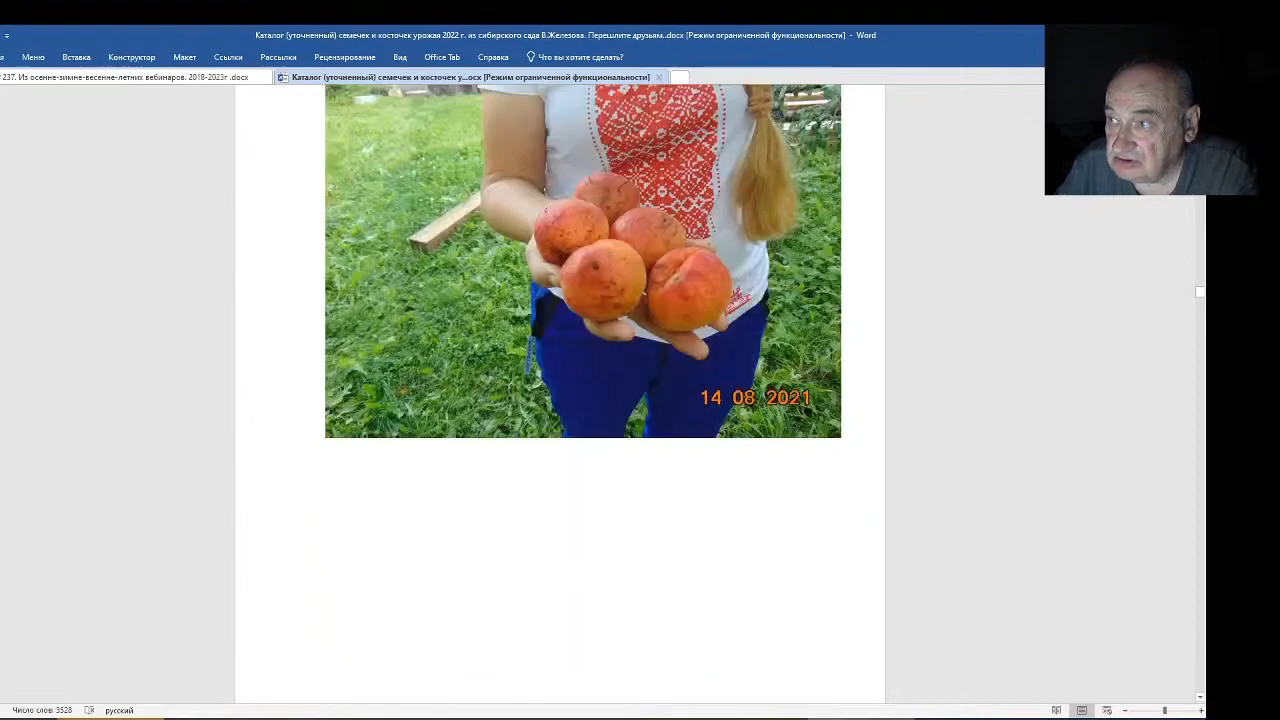 Каталог (уточненный) семечек и косточек урожая 2022 г. из сибирского сада В.Железова. Перешлите друзьям..docx [Режим ограниченной функциональности] - Word
я Меню Вставка Конструктор Макет Ссылки Рассылки Рецензирование Вид Office Tab Справка Что вы хотите сделать?
237. Из осенне-зимне-весенне-летних вебинаров. 2018-2023г .docx
Каталог (уточненный) семечек и косточек у...ocx [Режим ограниченной функциональности]
14 08 2021
Число слов: 3528 русский